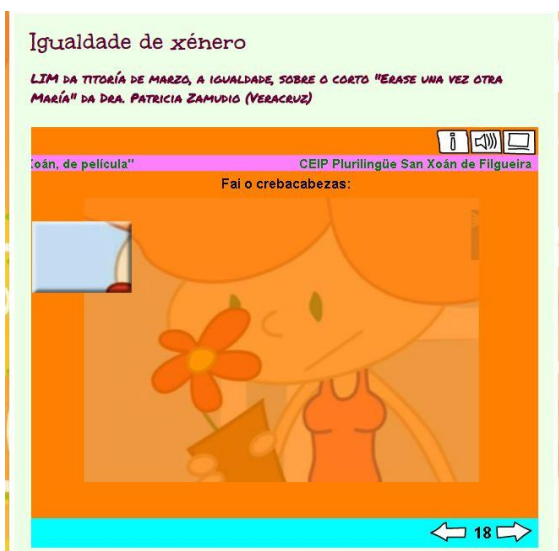 Igualdade de xénero
LIM DA TITORÍA DE MARZO, A IGUALDADE, SOBRE O CORTO "ERASE UNA VEZ OTRA
MARÍA" DA DRA. PATRICIA ZAMUDIO (VERACRUZ)
i
oán, de película" CEIP Plurilingüe San Xoán de Filgueira
Fai o crebacabezas:
18